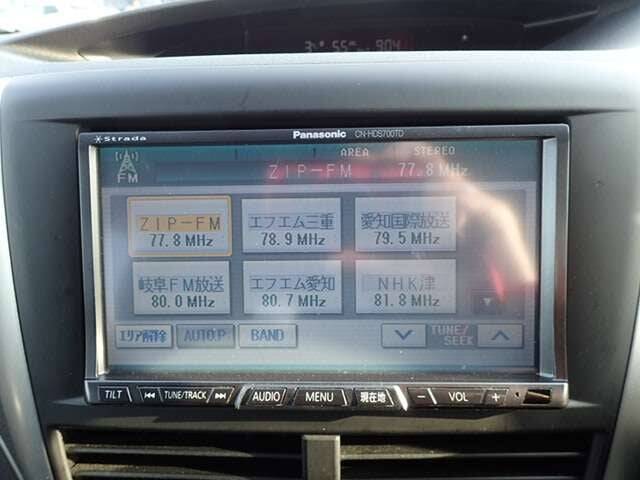 Strada Panasonic CN-HDS700TD
FM AREA STEREO
ZIP-FM 77.8 MHz
ZIP-FM エフエム三重 愛知国際放送
77.8 MHz 78.9 MHz 79.5 MHz
岐阜FM放送 エフエム愛知 NHK津
80.0 MHz 80.7 MHz 81.8 MHz
エリア解除 AUTO.P BAND TUNE/
SEEK
TILT TUNE/TRACK AUDIO MENU 現在地 - VOL +